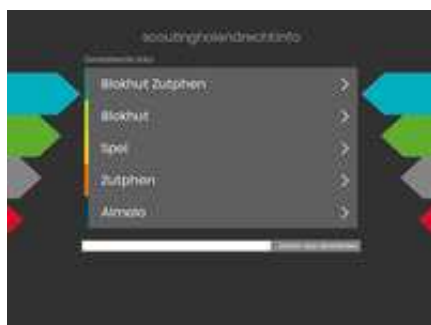 scoutingholendrecht.info
Blokhut Zutphen
Blokhut
Spel
Zutphen
Almelo